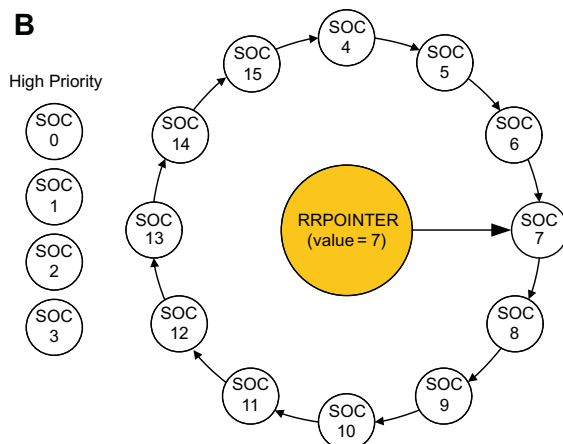 B
High Priority
SOC
0
SOC
1
SOC
2
SOC
3
SOC
4
SOC
5
SOC
6
SOC
7
SOC
8
SOC
9
SOC
10
SOC
11
SOC
12
SOC
13
SOC
14
SOC
15
RRPOINTER
(value = 7)